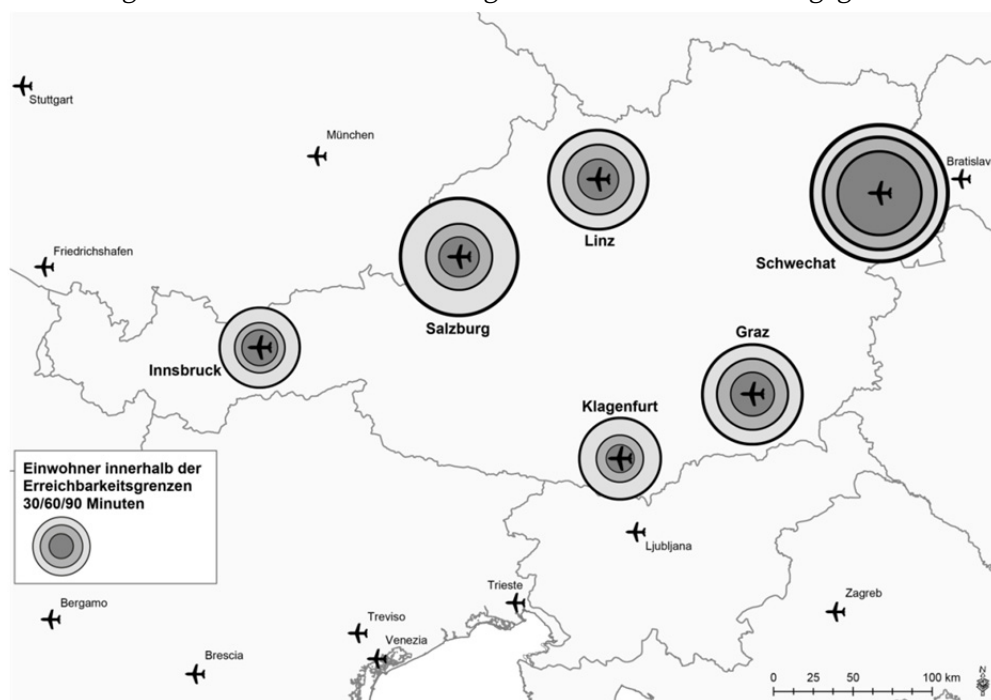 Stuttgart
München
Bratislav
Linz
Friedrichshafen
Schwechat
Salzburg
Graz
Innsbruck
Klagenfurt
Einwohner innerhalb der
Erreichbarkeitsgrenzen
30/60/90 Minuten
Ljubljana
Trieste
Bergamo
Zagreb
Treviso
Venezia
Brescia
0 25 50 100 km
N